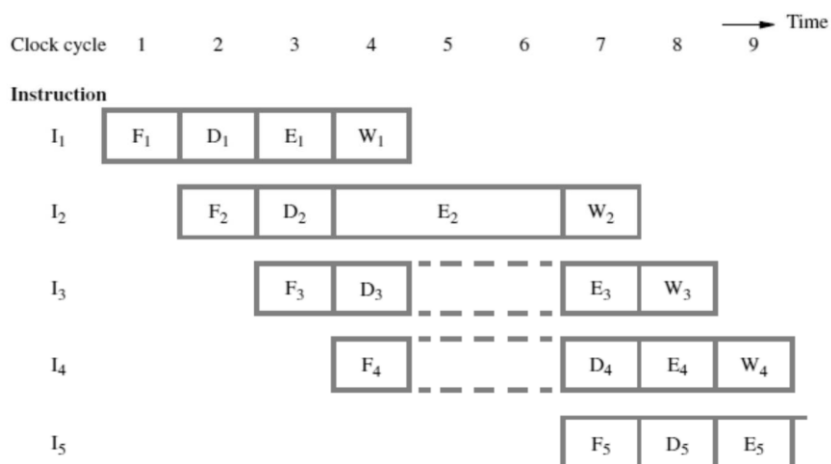 Time
Clock cycle 1 2 3 4 5 6 7 8 9
Instruction
I₁ F₁ D₁ E₁ W₁
I₂ F₂ D₂ E₂ W₂
I₃ F₃ D₃ E₃ W₃
I₄ F₄ D₄ E₄ W₄
I₅ F₅ D₅ E₅